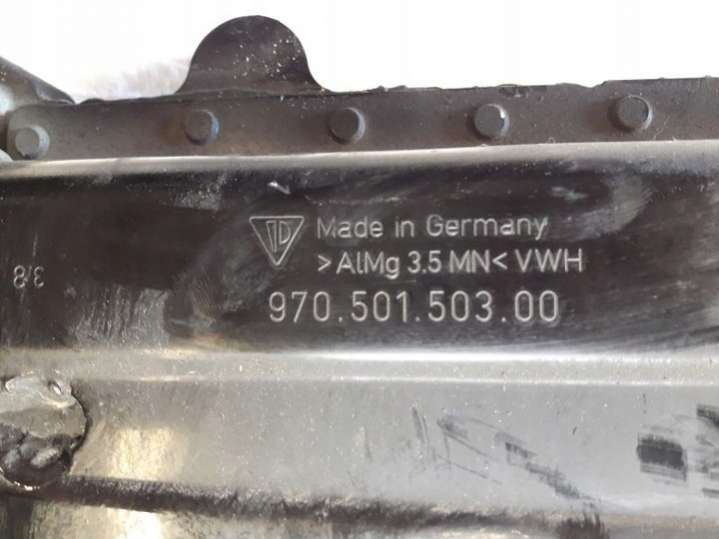 Made in Germany
>AlMg 3.5 MN< VWH
970.501.503.00
8.3